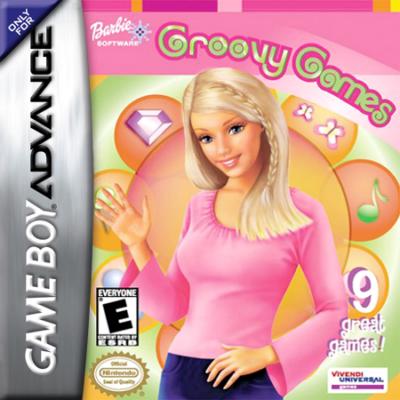 ONLY
FOR
GAME BOY ADVANCE
Barbie
SOFTWARE
Groovy Games
9
great
games!
EVERYONE
E
CONTENT RATED BY
ESRB
Official
Nintendo
Seal of Quality
VIVENDI
UNIVERSAL
games